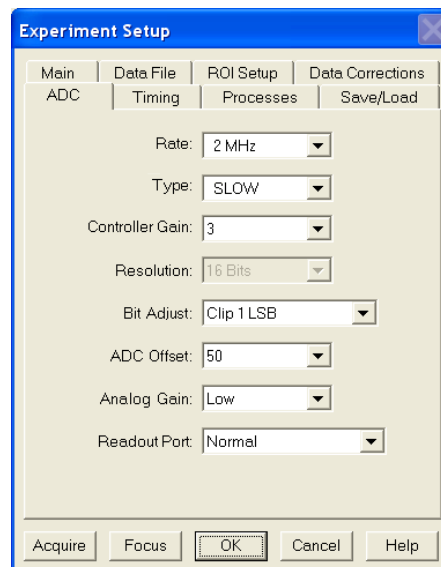 Experiment Setup
Main Data File ROI Setup Data Corrections
ADC Timing Processes Save/Load
Rate: 2 MHz
Type: SLOW
Controller Gain: 3
Resolution: 16 Bits
Bit Adjust: Clip 1 LSB
ADC Offset: 50
Analog Gain: Low
Readout Port: Normal
Acquire Focus OK Cancel Help